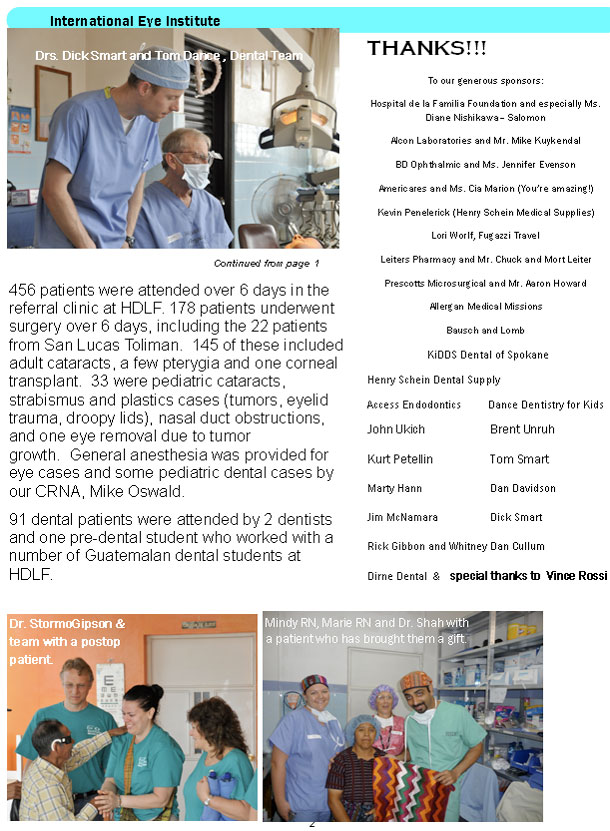 International Eye Institute
Drs. Dick Smart and Tom Dance , Dental Team
Continued from page 1
456 patients were attended over 6 days in the
referral clinic at HDLF. 178 patients underwent
surgery over 6 days, including the 22 patients
from San Lucas Toliman. 145 of these included
adult cataracts, a few pterygia and one corneal
transplant. 33 were pediatric cataracts,
strabismus and plastics cases (tumors, eyelid
trauma, droopy lids), nasal duct obstructions,
and one eye removal due to tumor
growth. General anesthesia was provided for
eye cases and some pediatric dental cases by
our CRNA, Mike Oswald.
91 dental patients were attended by 2 dentists
and one pre-dental student who worked with a
number of Guatemalan dental students at
HDLF.
THANKS!!!
To our generous sponsors:
Hospital de la Familia Foundation and especially Ms.
Diane Nishikawa – Salomon
Alcon Laboratories and Mr. Mike Kuykendal
BD Ophthalmic and Ms. Jennifer Evenson
Americares and Ms. Cia Marion (You're amazing!)
Kevin Penelerick (Henry Schein Medical Supplies)
Lori Worlf, Fugazzi Travel
Leiters Pharmacy and Mr. Chuck and Mort Leiter
Prescotts Microsurgical and Mr. Aaron Howard
Allergan Medical Missions
Bausch and Lomb
KiDDS Dental of Spokane
Henry Schein Dental Supply
Access Endodontics Dance Dentistry for Kids
John Ukich Brent Unruh
Kurt Petellin Tom Smart
Marty Hann Dan Davidson
Jim McNamara Dick Smart
Rick Gibbon and Whitney Dan Cullum
Dirne Dental & special thanks to Vince Rossi
Dr. StormoGipson &
team with a postop
patient.
Mindy RN, Marie RN and Dr. Shah with
a patient who has brought them a gift.
E
2